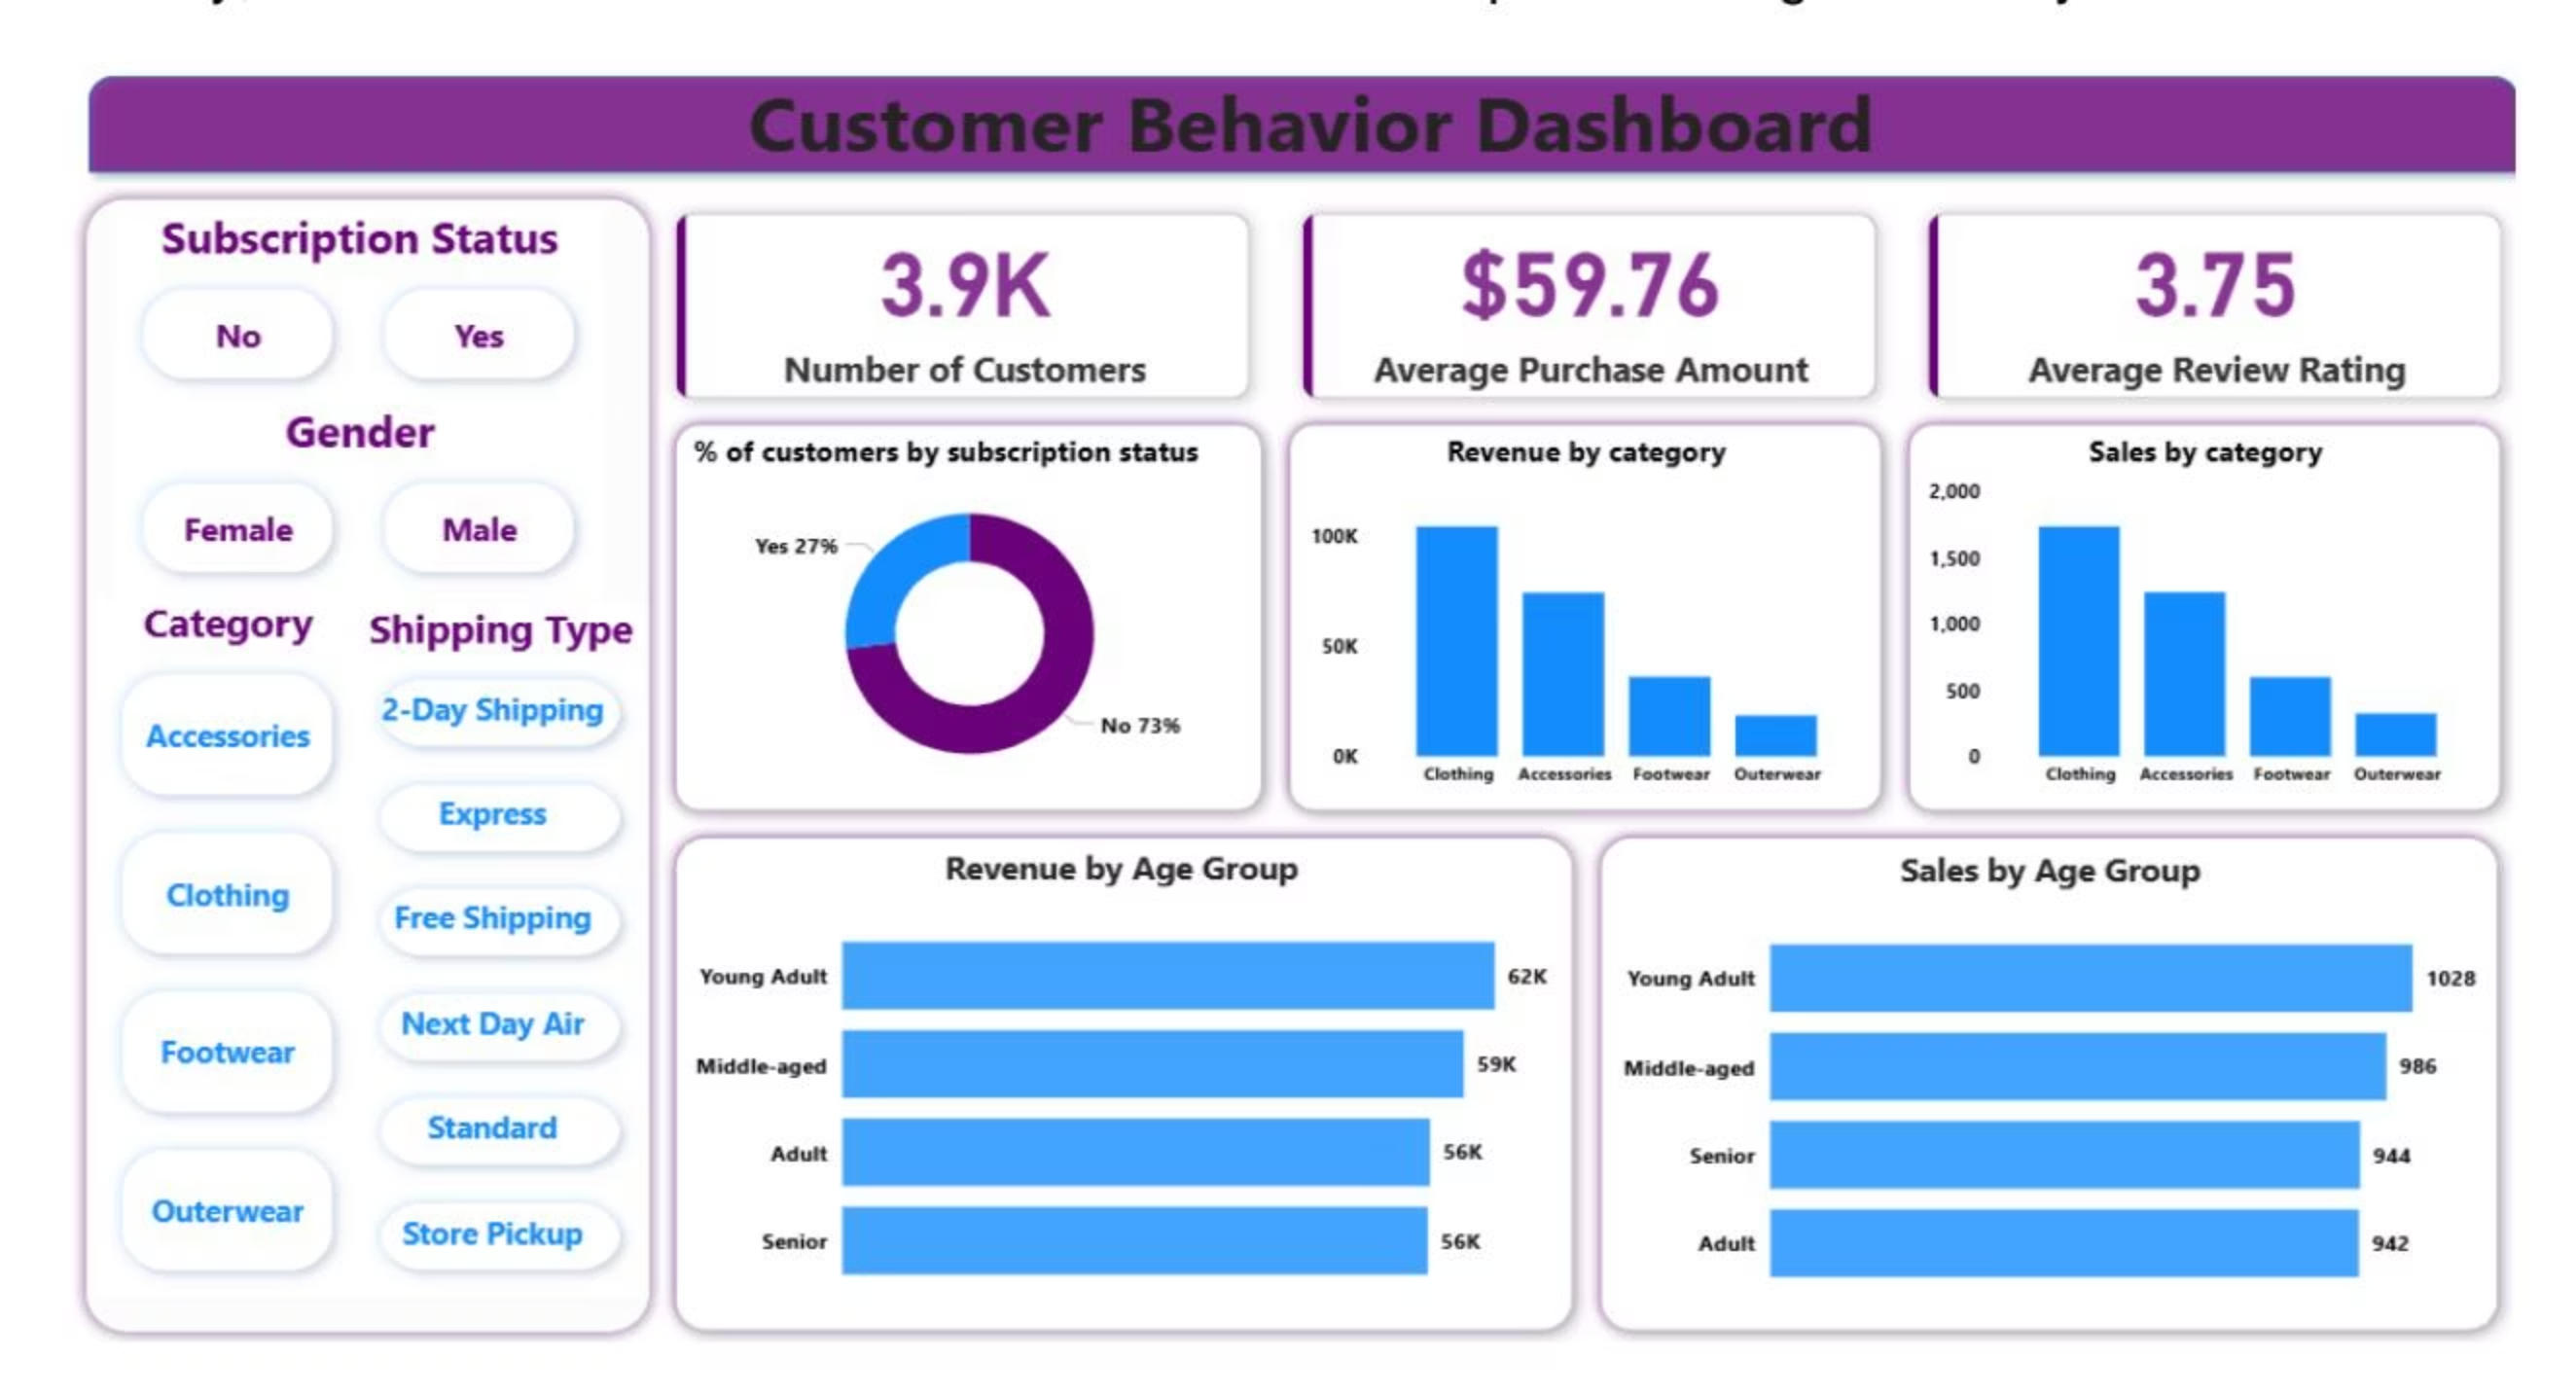 Customer Behavior Dashboard
Subscription Status
No
Yes
Gender
Female
Male
Category
Accessories
Clothing
Footwear
Outerwear
Shipping Type
2-Day Shipping
Express
Free Shipping
Next Day Air
Standard
Store Pickup
3.9K
Number of Customers
$59.76
Average Purchase Amount
3.75
Average Review Rating
% of customers by subscription status
Yes 27%
No 73%
Revenue by category
100K
50K
0K
Clothing
Accessories
Footwear
Outerwear
Sales by category
2,000
1,500
1,000
500
0
Clothing
Accessories
Footwear
Outerwear
Revenue by Age Group
Young Adult 62K
Middle-aged 59K
Adult 56K
Senior 56K
Sales by Age Group
Young Adult 1028
Middle-aged 986
Senior 944
Adult 942